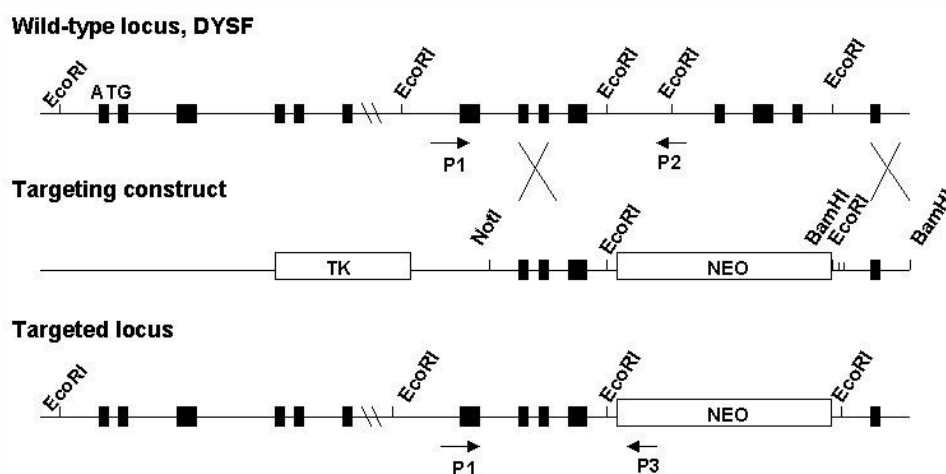 Wild-type locus, DYSF
EcoRI
ATG
EcoRI
EcoRI
EcoRI
EcoRI
P1
P2
Targeting construct
NotI
EcoRI
BamHI
EcoRI
BamHI
TK
NEO
Targeted locus
EcoRI
EcoRI
EcoRI
EcoRI
NEO
P1
P3